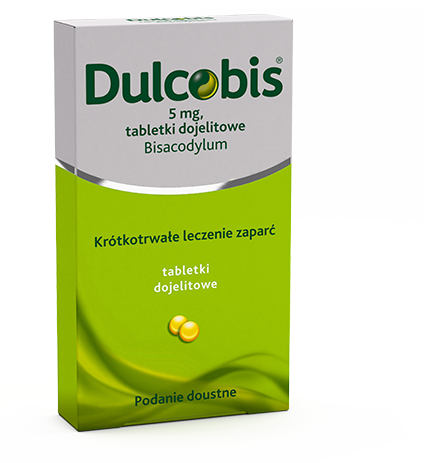 Dulcobis®
5 mg,
tabletki dojelitowe
Bisacodylum
Krótkotrwałe leczenie zaparć
tabletki
dojelitowe
Podanie doustne